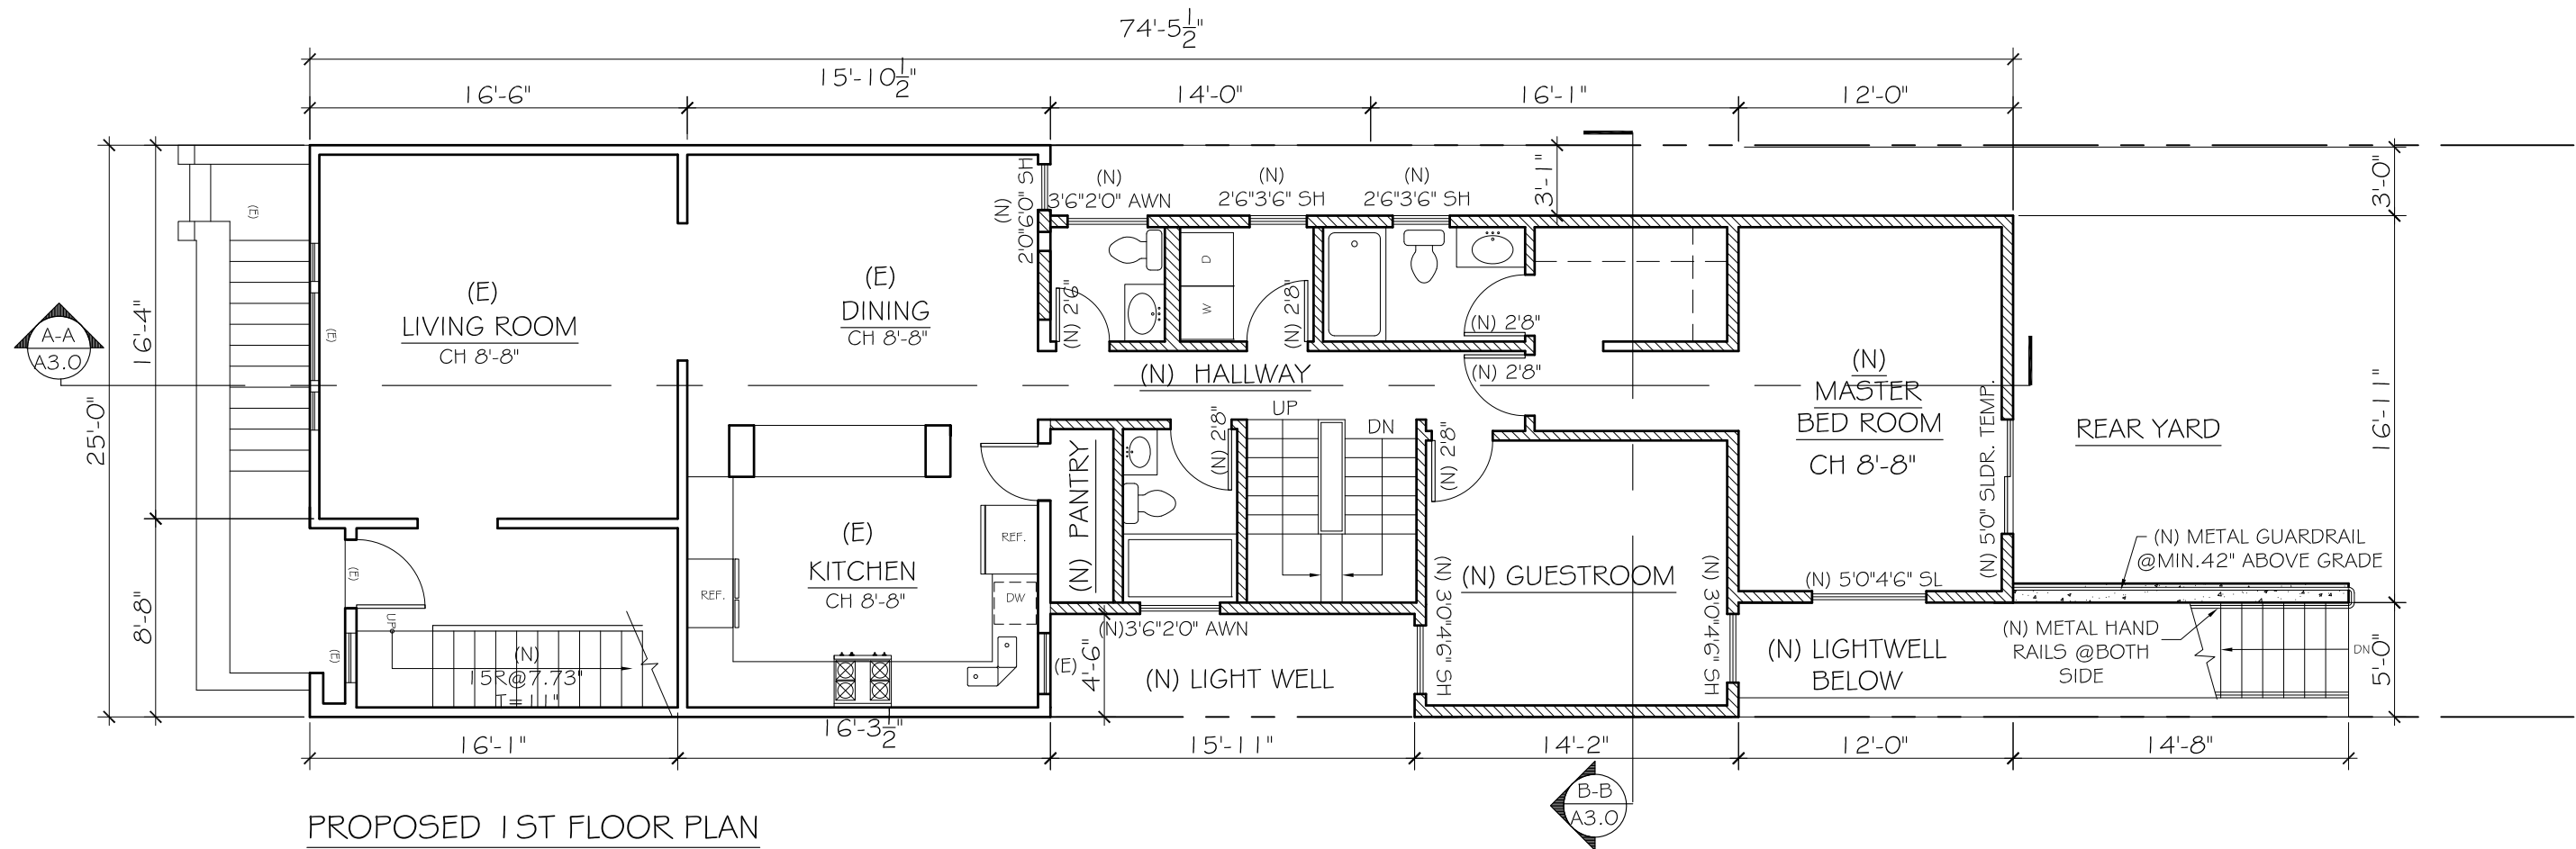 74'-5 1/2"
16'-6"
15'-10 1/2"
14'-0"
16'-1"
12'-0"
25'-0"
16'-4"
8'-8"
3'-1"
3'-0"
16'-11"
5'-0"
(E)
A-A
A3.0
(E)
LIVING ROOM
CH 8'-8"
(E)
(E)
DINING
CH 8'-8"
(N)
2'0"6'0" SH
(N)
3'6"2'0" AWN
(N)
2'6"3'6" SH
(N)
2'6"3'6" SH
(N) 2'6"
D
W
(N) 2'8"
(N) 2'8"
(N) 2'8"
(N) HALLWAY
(N)
MASTER
BED ROOM
CH 8'-8"
(N) 5'0" SLDR. TEMP.
REAR YARD
UP
DN
(N) 2'8"
(N) 2'8"
(N) PANTRY
(E)
KITCHEN
CH 8'-8"
REF.
REF.
DW
(E)
UP
(E)
(N)
15R@7.73"
T=11"
(E)
4'-6"
(N)3'6"2'0" AWN
(N) LIGHT WELL
(N) 3'0"4'6" SH
(N) GUESTROOM
(N) 3'0"4'6" SH
(N) 5'0"4'6" SL
(N) LIGHTWELL
BELOW
(N) METAL GUARDRAIL
@MIN.42" ABOVE GRADE
(N) METAL HAND
RAILS @BOTH
SIDE
DN
16'-1"
16'-3 1/2"
15'-11"
14'-2"
12'-0"
14'-8"
B-B
A3.0
PROPOSED 1ST FLOOR PLAN